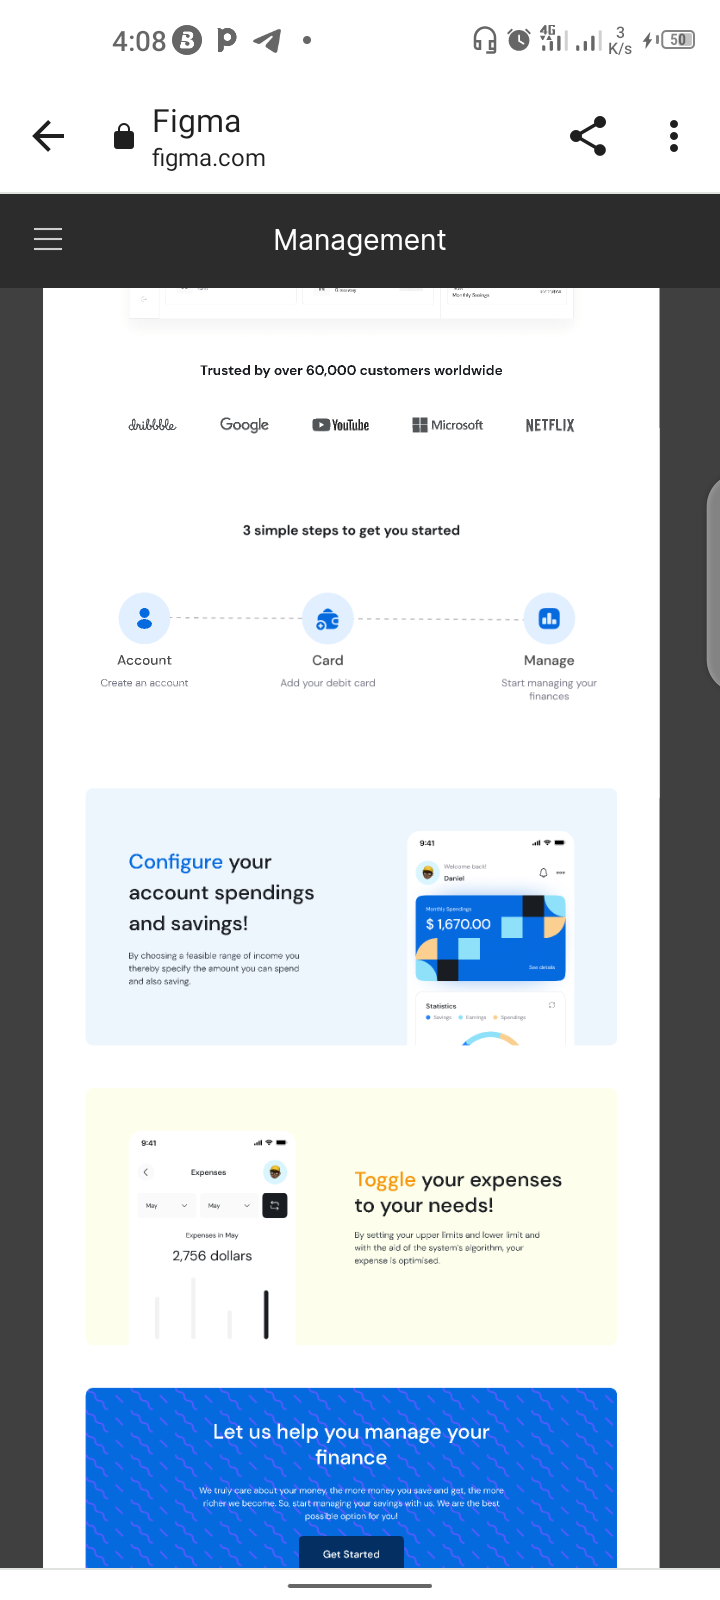 4:08
4G
3
K/s
50
Figma
figma.com
Management
Monthly Savings
Trusted by over 60,000 customers worldwide
dribbble Google YouTube Microsoft NETFLIX
3 simple steps to get you started
Account Card Manage
Create an account Add your debit card Start managing your
finances
Configure your
account spendings
and savings!
By choosing a feasible range of income you
thereby specify the amount you can spend
and also saving.
9:41
Welcome back!
Daniel
Monthly Spendings
$ 1,670.00
See details
Statistics
Savings Earnings Spendings
9:41
Expenses
May May
Expenses in May
2,756 dollars
Toggle your expenses
to your needs!
By setting your upper limits and lower limit and
with the aid of the system's algorithm, your
expense is optimised.
Let us help you manage your
finance
We truly care about your money, the more money you save and get, the more
richer we become. So, start managing your savings with us. We are the best
possible option for you!
Get Started